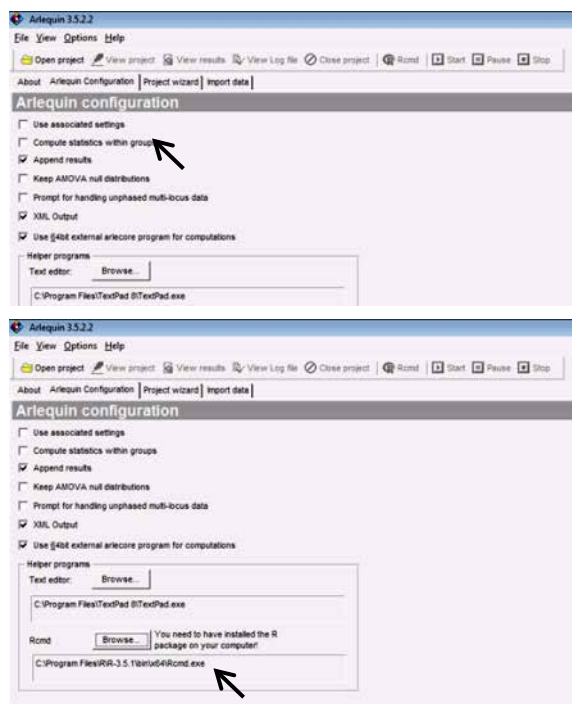 Arlequin 3.5.2.2
File View Options Help
Open project View project View results View Log file Close project Rcmd Start Pause Stop
About Arlequin Configuration Project wizard Import data
Arlequin configuration
Use associated settings
Compute statistics within group
Append results
Keep AMOVA null distributions
Prompt for handling unphased multi-locus data
XML Output
Use 64bit external arlecore program for computations
Helper programs
Text editor: Browse...
C:\Program Files\TextPad 8\TextPad.exe
Arlequin 3.5.2.2
File View Options Help
Open project View project View results View Log file Close project Rcmd Start Pause Stop
About Arlequin Configuration Project wizard Import data
Arlequin configuration
Use associated settings
Compute statistics within groups
Append results
Keep AMOVA null distributions
Prompt for handling unphased multi-locus data
XML Output
Use 64bit external arlecore program for computations
Helper programs
Text editor: Browse...
C:\Program Files\TextPad 8\TextPad.exe
Rcmd Browse... You need to have installed the R
package on your computer!
C:\Program Files\R\R-3.5.1\bin\x64\Rcmd.exe